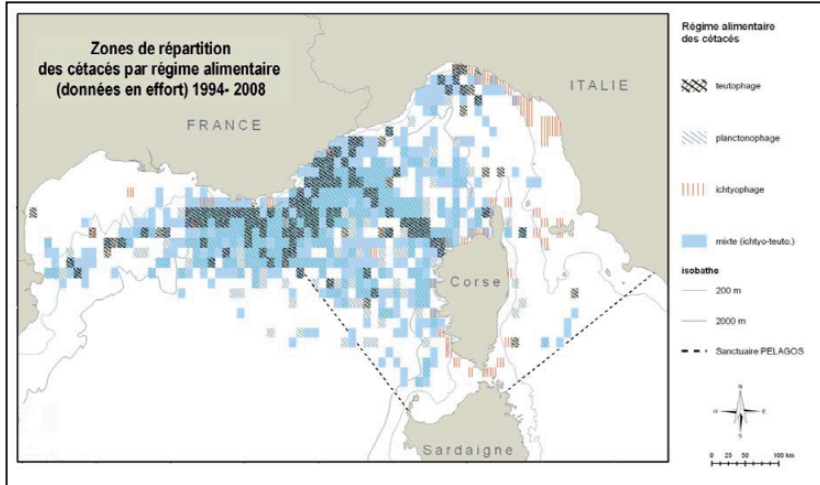 Zones de répartition
des cétacés par régime alimentaire
(données en effort) 1994- 2008
FRANCE
ITALIE
Corse
Sardaigne
Régime alimentaire
des cétacés
teutophage
planctonophage
ichtyophage
mixte (ichtyo-teuto.)
isobathe
200 m
2000 m
Sanctuaire PELAGOS
N
W E
S
0 25 50 100 km